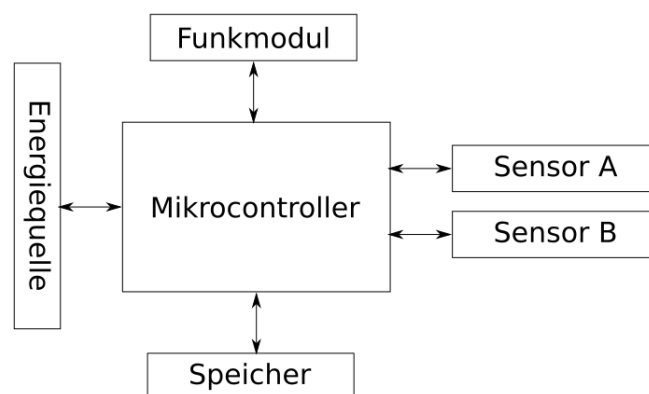 Funkmodul
Energiequelle
Mikrocontroller
Sensor A
Sensor B
Speicher